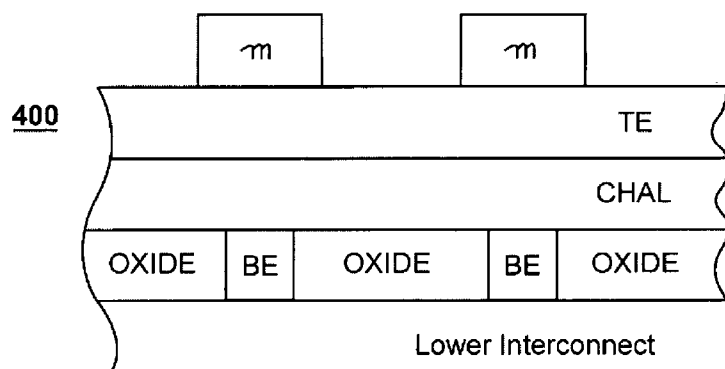 m m
400
TE
CHAL
OXIDE BE OXIDE BE OXIDE
Lower Interconnect